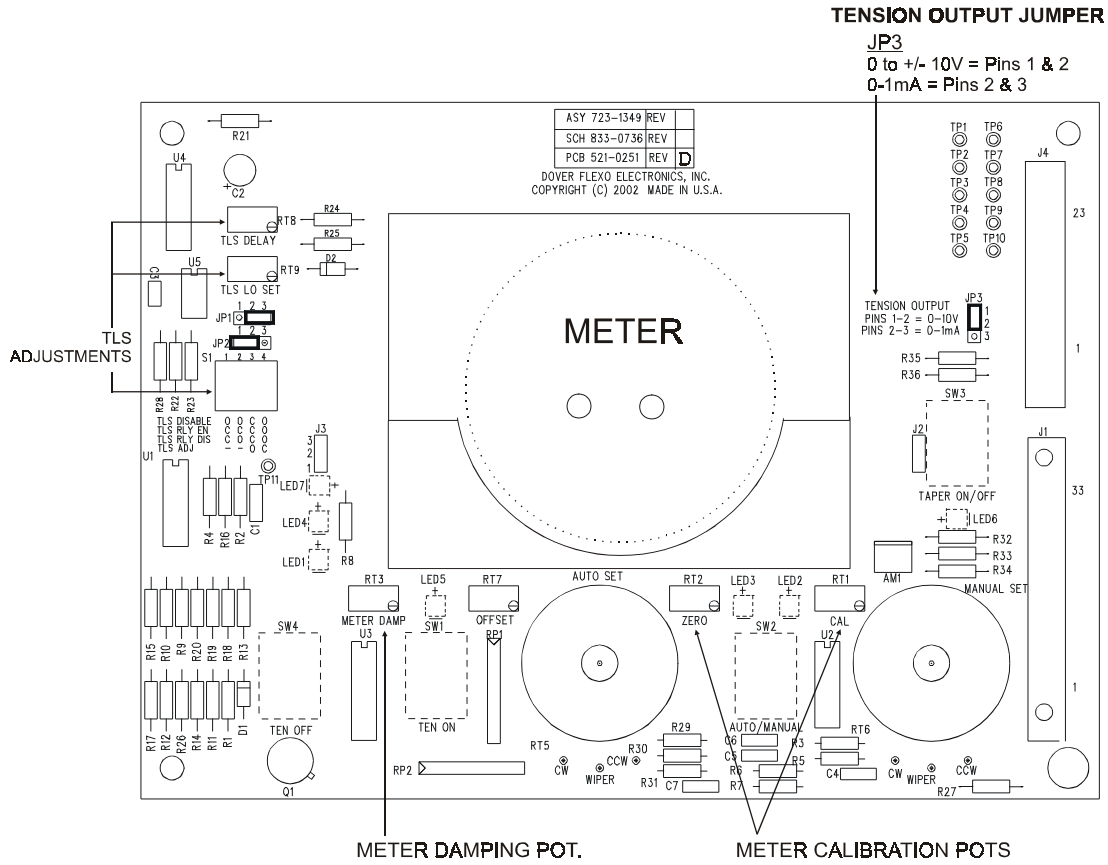 TENSION OUTPUT JUMPER
JP3
0 to +/- 10V = Pins 1 & 2
0-1mA = Pins 2 & 3
ASY 723-1349 REV
SCH 833-0736 REV
PCB 521-0251 REV D
DOVER FLEXO ELECTRONICS, INC.
COPYRIGHT (C) 2002 MADE IN U.S.A.
R21
U4
+
C2
RT8
TLS DELAY
R24
R25
U5
RT9
TLS LO SET
D2
C3
JP1
1 2 3
JP2
1 2 3
S1
1 2 3 4
TLS
ADJUSTMENTS
R28
R22
R23
TLS DISABLE O O C O
TLS RLY EN C O C O
TLS RLY DIS C C C O
TLS ADJ - - O C
U1
TP11
J3
3
2
1
LED7 +
LED4 +
LED1 +
R4
R16
R2
C1
R8
METER
TP1 TP6
TP2 TP7
TP3 TP8
TP4 TP9
TP5 TP10
J4
23
1
TENSION OUTPUT
PINS 1-2 = 0-10V
PINS 2-3 = 0-1mA
JP3
1
2
3
R35
R36
SW3
J2
TAPER ON/OFF
J1
33
1
+ LED6
R32
R33
R34
AM1
MANUAL SET
AUTO SET
RT3
METER DAMP
LED5
+
RT7
OFFSET
RT2
ZERO
LED3
+
LED2
+
RT1
CAL
R15
R10
R9
R20
R19
R18
R13
SW4
TEN OFF
U3
SW1
TEN ON
RP1
SW2
AUTO/MANUAL
U2
R17
R12
R26
R14
R11
R1
D1
Q1
RP2
RT5
CW
WIPER
CCW
R30
R29
R31
C7
C6
C5
R6
R7
R3
R5
RT6
C4
CW
WIPER
CCW
R27
METER DAMPING POT.
METER CALIBRATION POTS